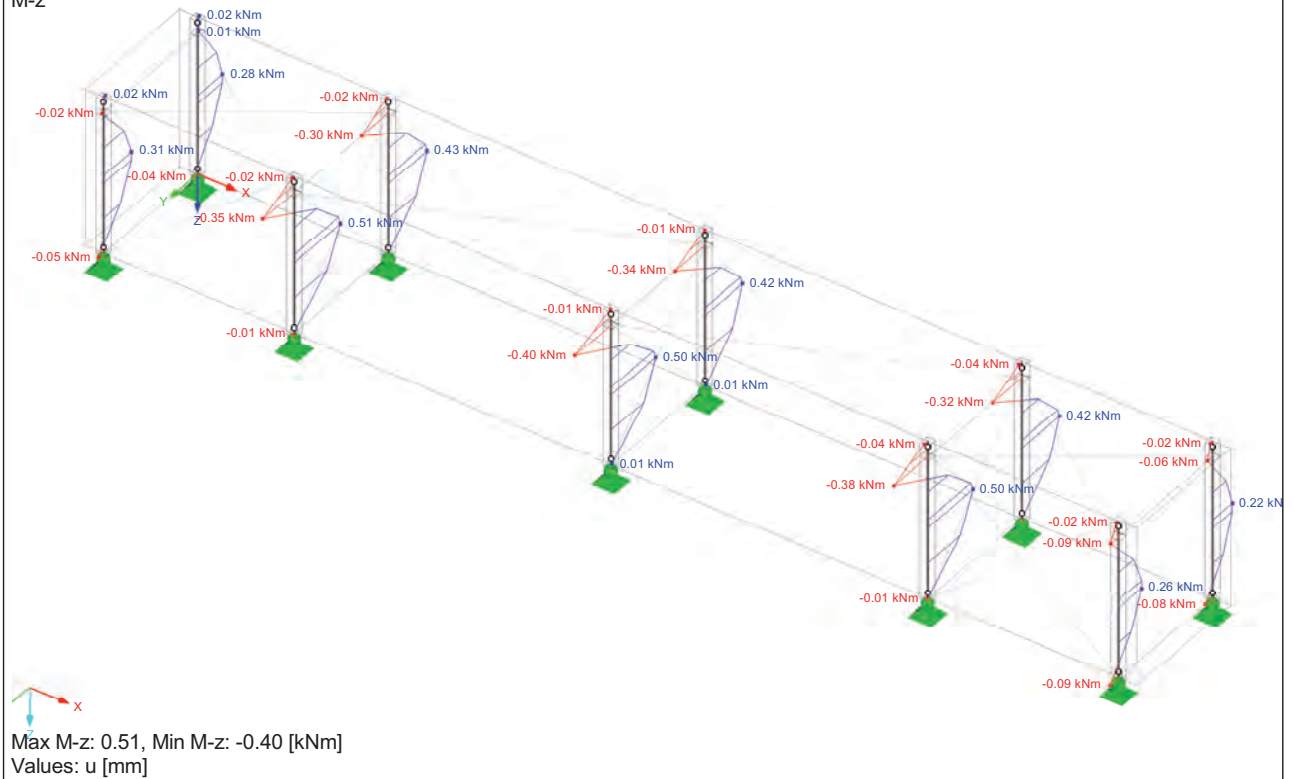 M-z
0.02 kNm
0.01 kNm
0.28 kNm
0.02 kNm
-0.02 kNm
-0.02 kNm
-0.30 kNm
0.43 kNm
0.31 kNm
-0.04 kNm
-0.02 kNm
X
Y
Z
-0.35 kNm
0.51 kNm
-0.05 kNm
-0.01 kNm
-0.34 kNm
0.42 kNm
-0.01 kNm
-0.01 kNm
-0.40 kNm
0.50 kNm
0.01 kNm
-0.04 kNm
-0.32 kNm
0.42 kNm
-0.04 kNm
-0.02 kNm
-0.06 kNm
0.01 kNm
-0.38 kNm
0.50 kNm
0.22 kN
-0.02 kNm
-0.09 kNm
0.26 kNm
-0.01 kNm
-0.08 kNm
-0.09 kNm
X
Z
Max M-z: 0.51, Min M-z: -0.40 [kNm]
Values: u [mm]